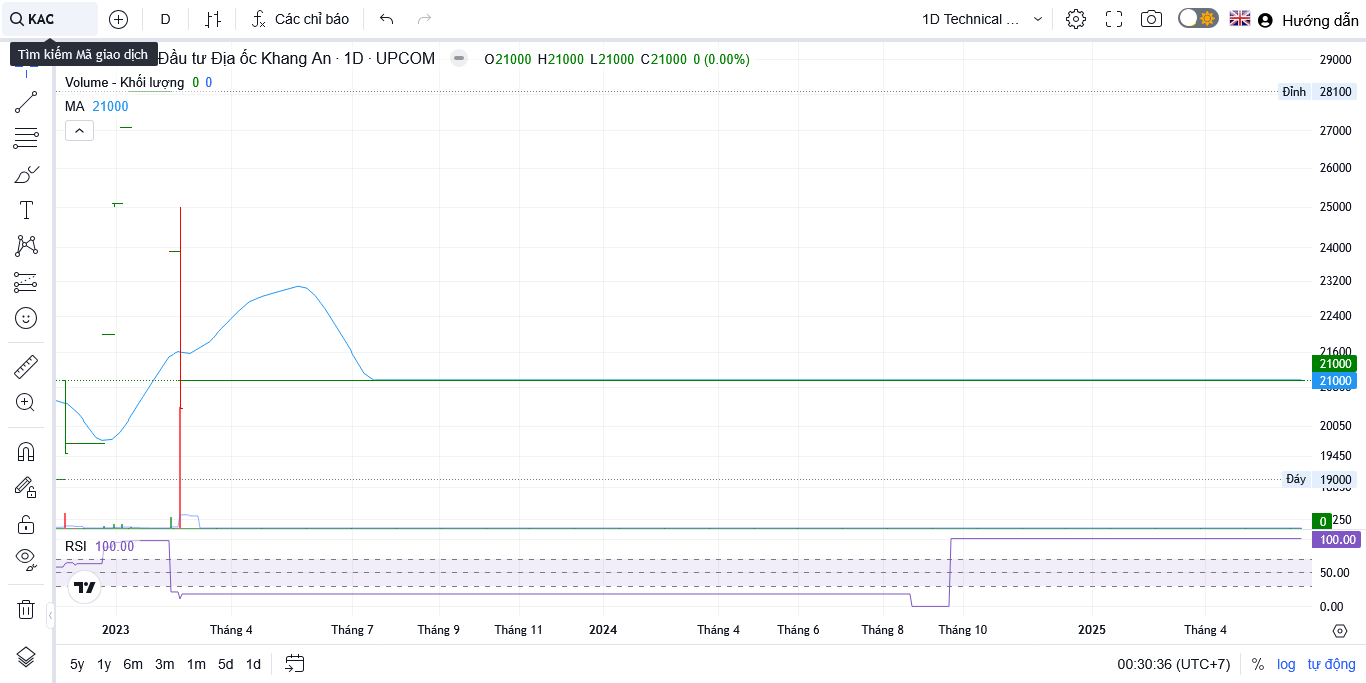 KAC
D
Các chỉ báo
1D Technical ...
Hướng dẫn
Tìm kiếm Mã giao dịch
Đầu tư Địa ốc Khang An · 1D · UPCOM
O21000 H21000 L21000 C21000 0 (0.00%)
Volume - Khối lượng 0 0
MA 21000
29000
Đỉnh 28100
27000
26000
25000
24000
23200
22400
21600
21000
21000
20050
19450
Đáy 19000
0
250
RSI 100.00
100.00
50.00
0.00
2023 Tháng 4 Tháng 7 Tháng 9 Tháng 11 2024 Tháng 4 Tháng 6 Tháng 8 Tháng 10 2025 Tháng 4
5y 1y 6m 3m 1m 5d 1d
00:30:36 (UTC+7) % log tự động